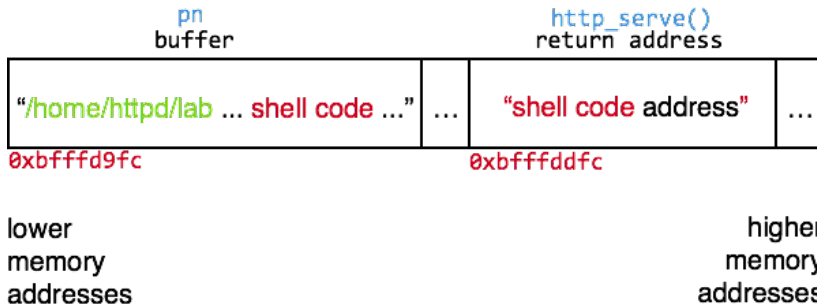 pn
buffer
http_serve()
return address
“/home/httpd/lab ... shell code ...”
...
“shell code address”
...
0xbfffd9fc
0xbfffddfc
lower
memory
addresses
higher
memory
addresses